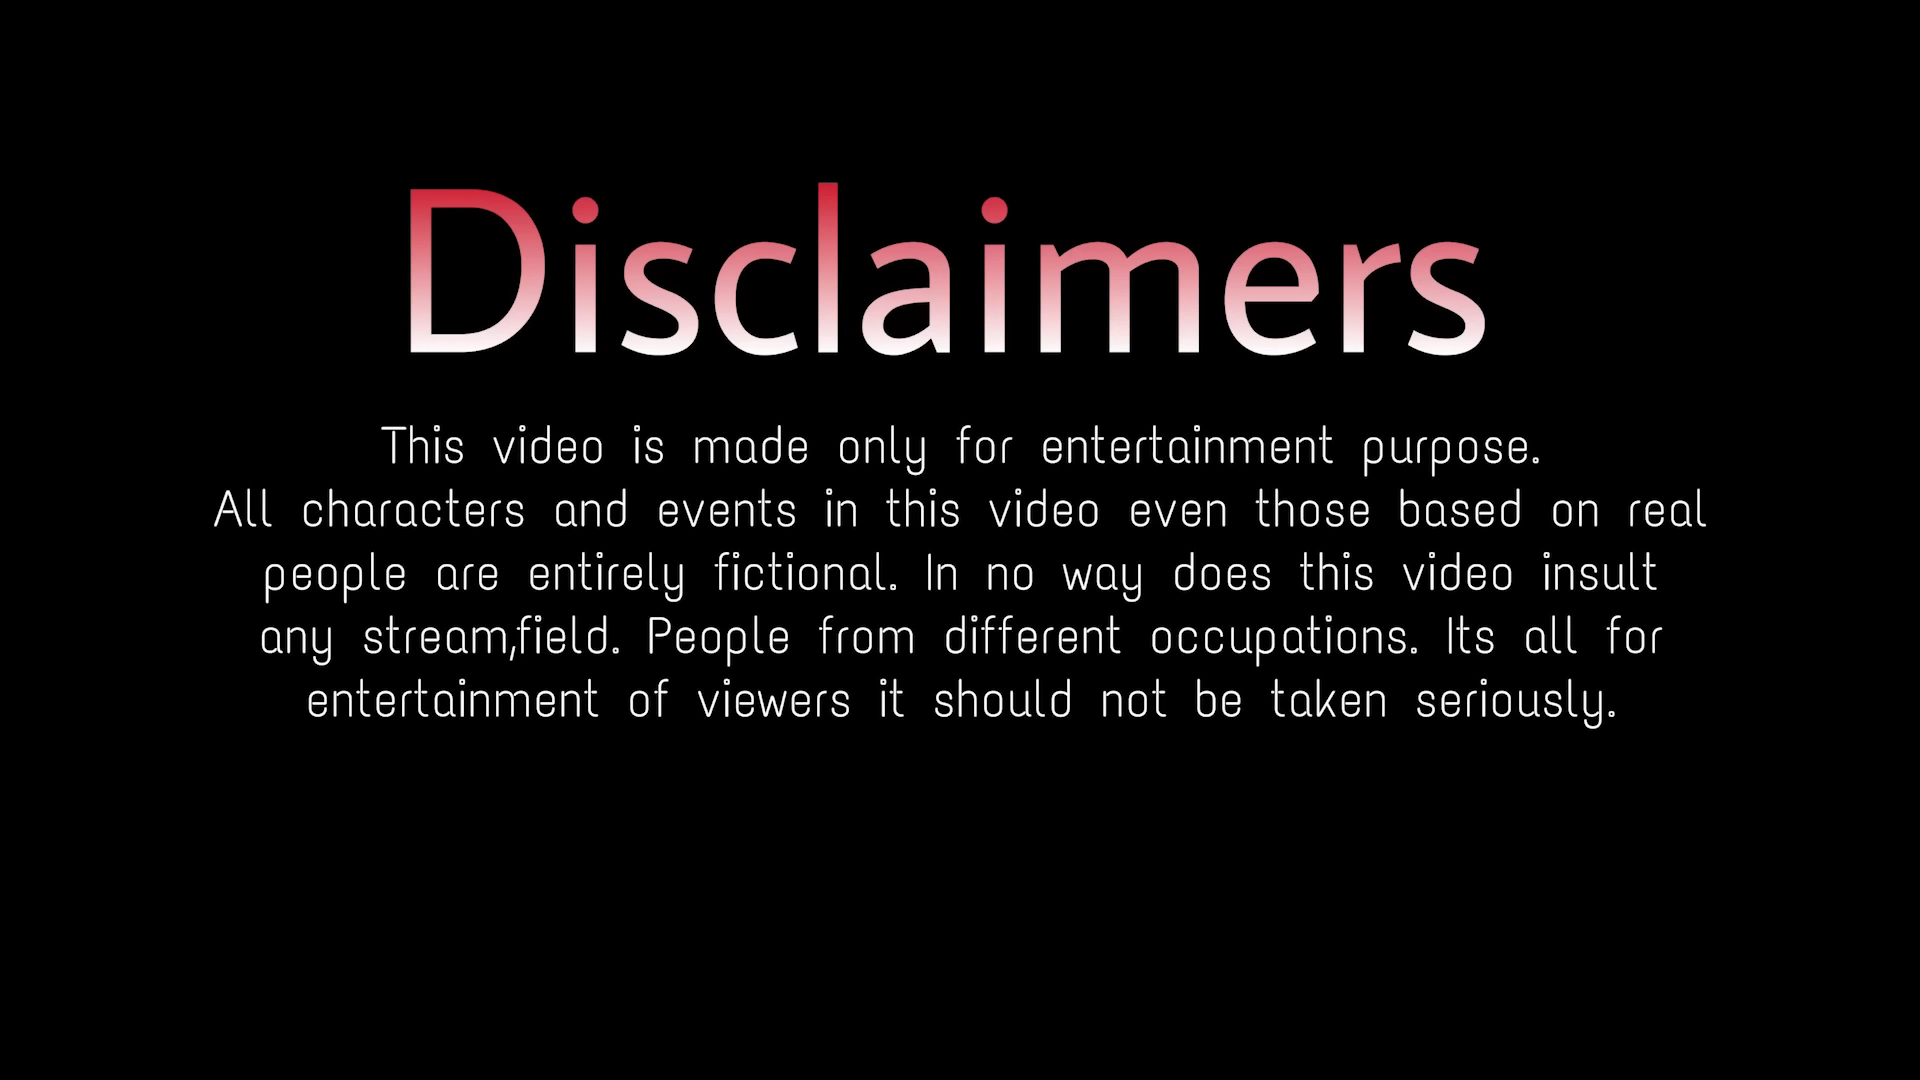 Disclaimers
This video is made only for entertainment purpose.
All characters and events in this video even those based on real
people are entirely fictional. In no way does this video insult
any stream,field. People from different occupations. Its all for
entertainment of viewers it should not be taken seriously.